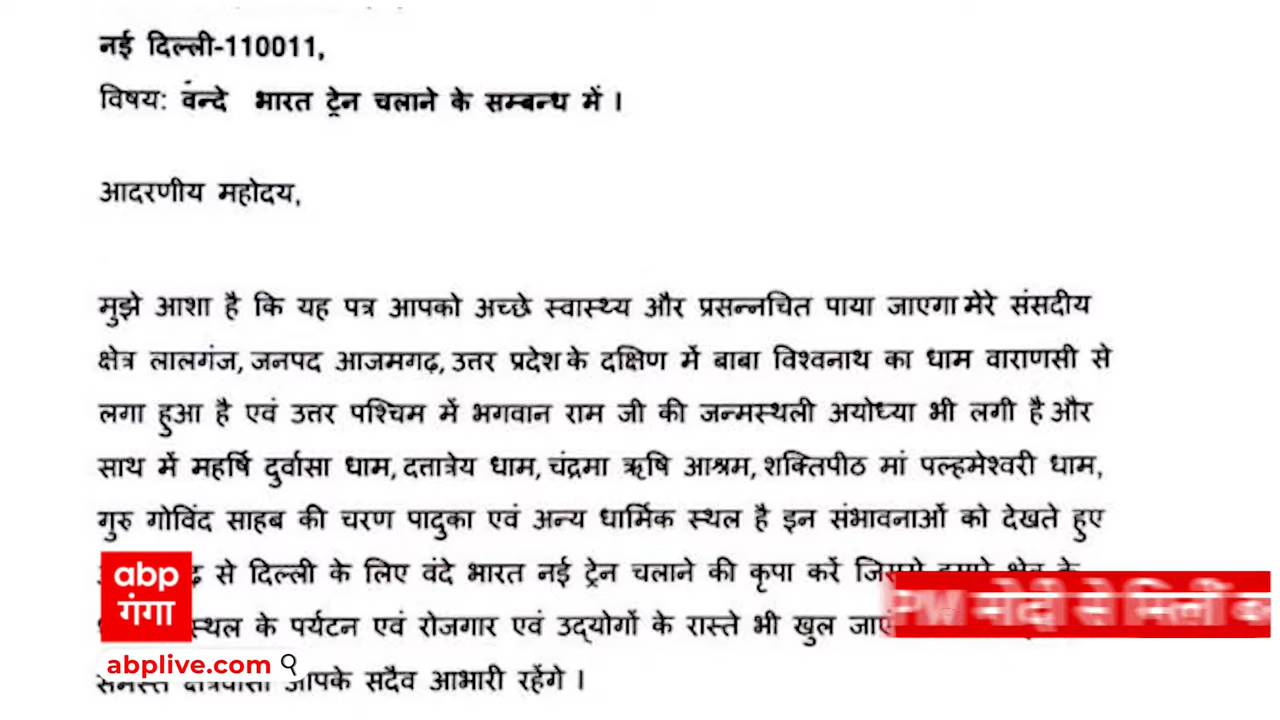 नई दिल्ली-110011,
विषय: वंन्दे भारत ट्रेन चलाने के सम्बन्ध में ।
आदरणीय महोदय,
मुझे आशा है कि यह पत्र आपको अच्छे स्वास्थ्य और प्रसन्नचित पाया जाएगा मेरे संसदीय
क्षेत्र लालगंज, जनपद आजमगढ़, उत्तर प्रदेश के दक्षिण में बाबा विश्वनाथ का धाम वाराणसी से
लगा हुआ है एवं उत्तर पश्चिम में भगवान राम जी की जन्मस्थली अयोध्या भी लगी है और
साथ में महर्षि दुर्वासा धाम, दत्तात्रेय धाम, चंद्रमा ऋषि आश्रम, शक्तिपीठ मां पल्हमेश्वरी धाम,
गुरु गोविंद साहब की चरण पादुका एवं अन्य धार्मिक स्थल है इन संभावनाओं को देखते हुए
से दिल्ली के लिए वंदे भारत नई ट्रेन चलाने की कृपा करें
स्थल के पर्यटन एवं रोजगार एवं उद्योगों के रास्ते भी खुल
आपके सदैव आभारी रहेंगे ।
abp
गंगा
abplive.com
PM मोदी से मिलीं